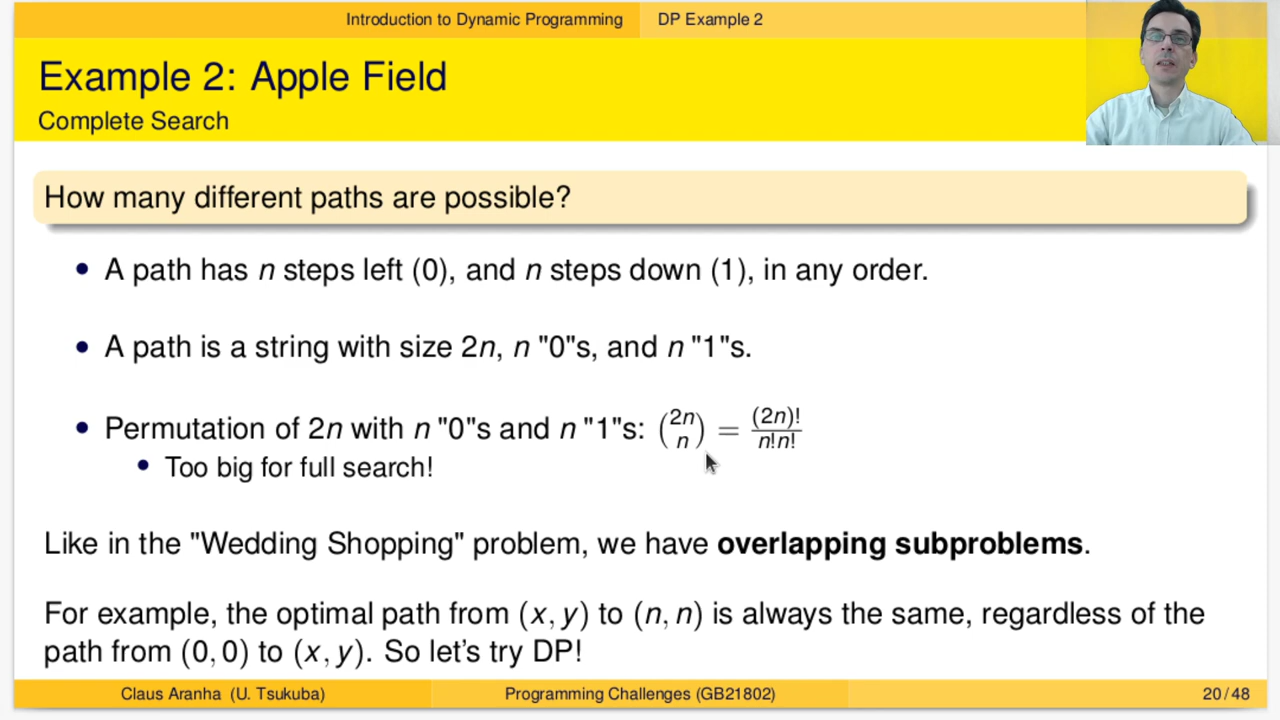 Introduction to Dynamic Programming DP Example 2
Example 2: Apple Field
Complete Search
How many different paths are possible?
• A path has n steps left (0), and n steps down (1), in any order.
• A path is a string with size 2n, n "0"s, and n "1"s.
• Permutation of 2n with n "0"s and n "1"s: \binom{2n}{n} = \frac{(2n)!}{n!n!}
• Too big for full search!
Like in the "Wedding Shopping" problem, we have overlapping subproblems.
For example, the optimal path from (x, y) to (n, n) is always the same, regardless of the
path from (0, 0) to (x, y). So let's try DP!
Claus Aranha (U. Tsukuba) Programming Challenges (GB21802) 20 / 48